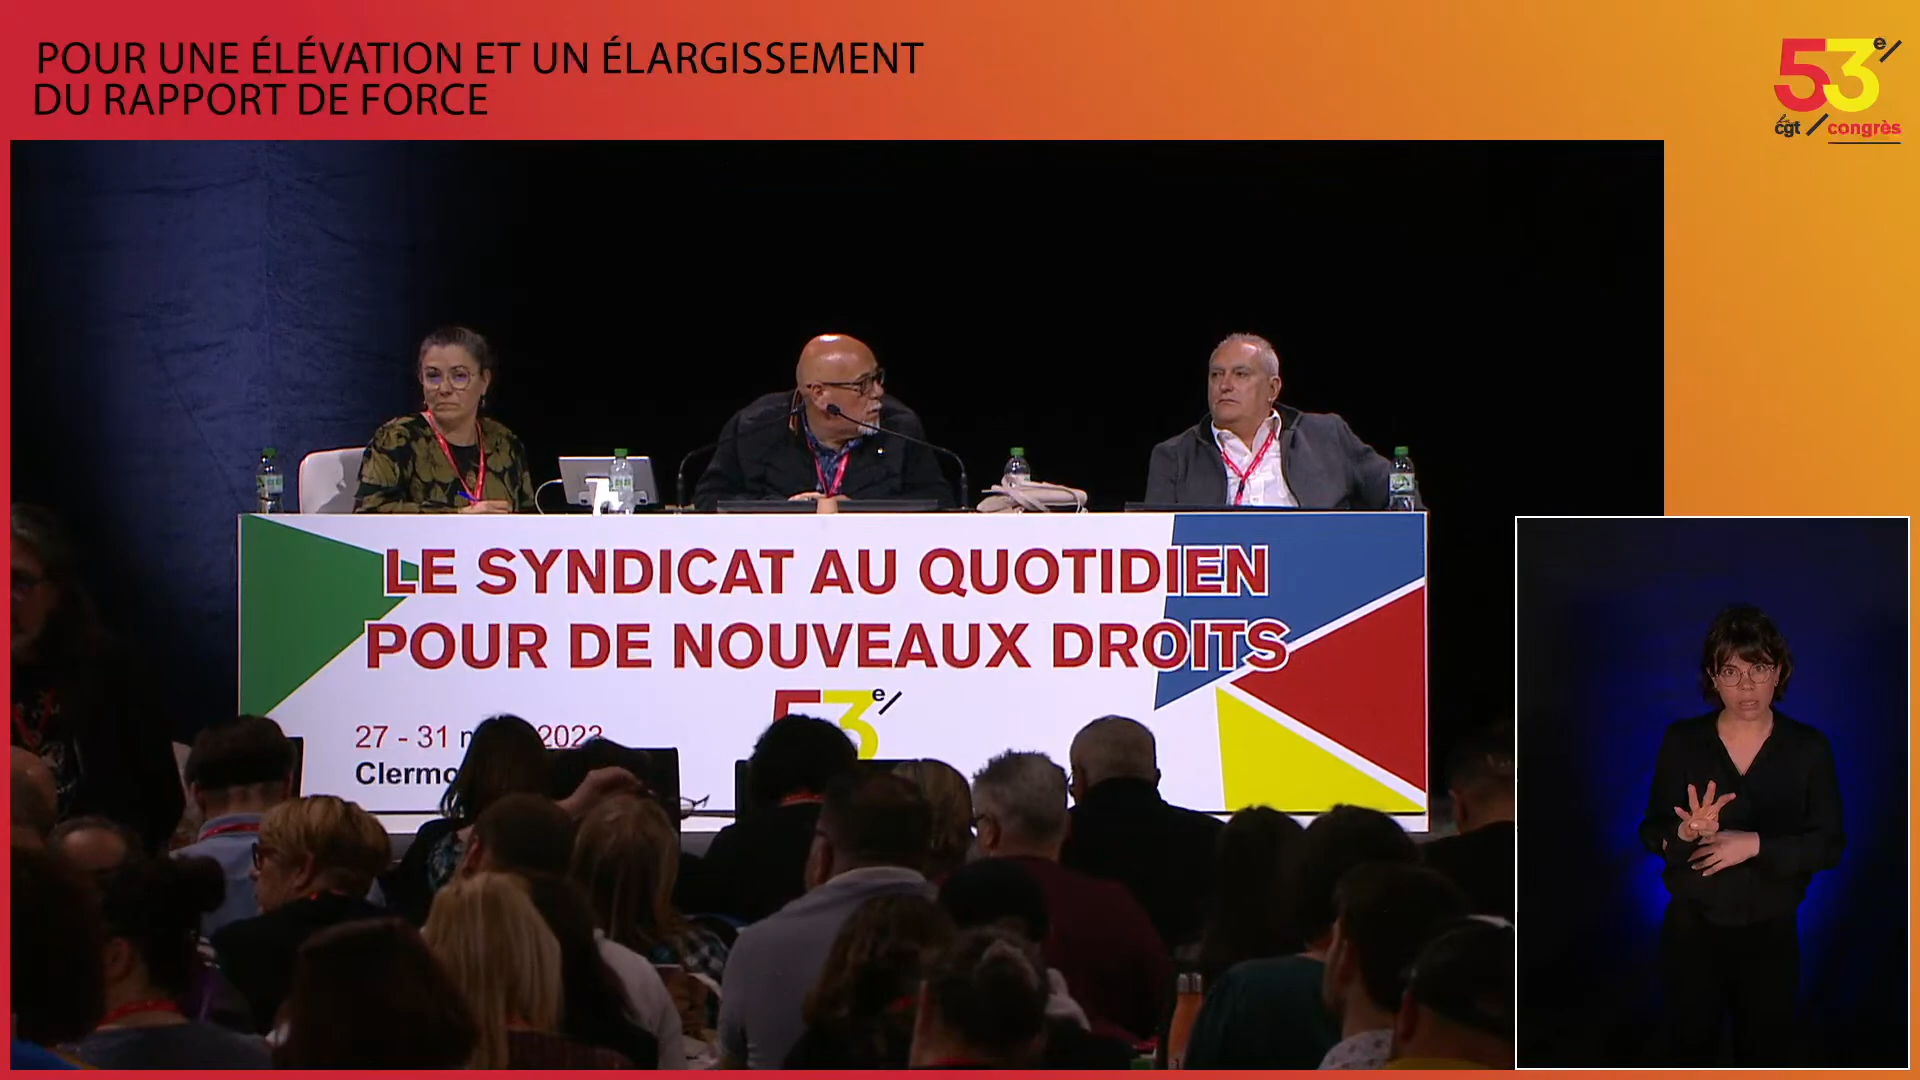 POUR UNE ÉLÉVATION ET UN ÉLARGISSEMENT
DU RAPPORT DE FORCE
53e/
la cgt / congrès
LE SYNDICAT AU QUOTIDIEN
POUR DE NOUVEAUX DROITS
53e/
27 - 31